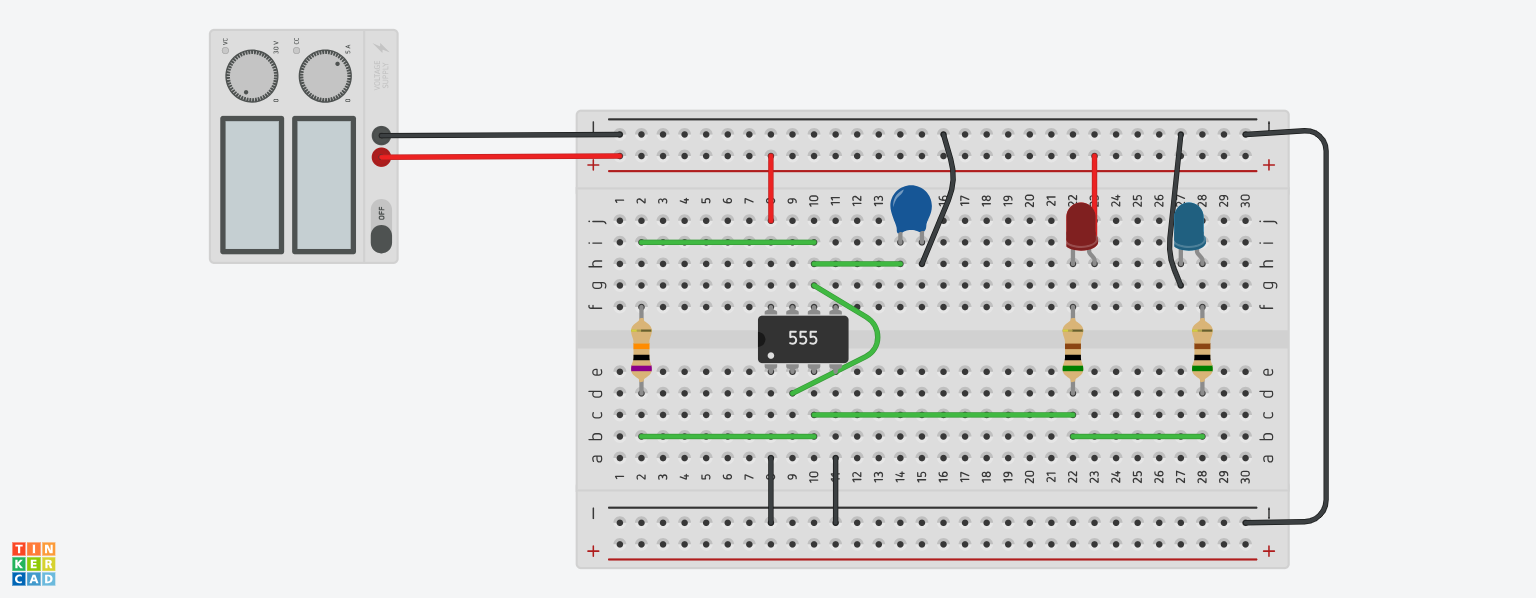 VC 30 V 0
CC 5 A 0
VOLTAGE
SUPPLY
OFF
− −
+ +
1 2 3 4 5 6 7 8 9 10 11 12 13 14 15 16 17 18 19 20 21 22 23 24 25 26 27 28 29 30
j j
i i
h h
g g
f f
555
e e
d d
c c
b b
a a
1 2 3 4 5 6 7 8 9 10 11 12 13 14 15 16 17 18 19 20 21 22 23 24 25 26 27 28 29 30
− −
+ +
TIN
KER
CAD